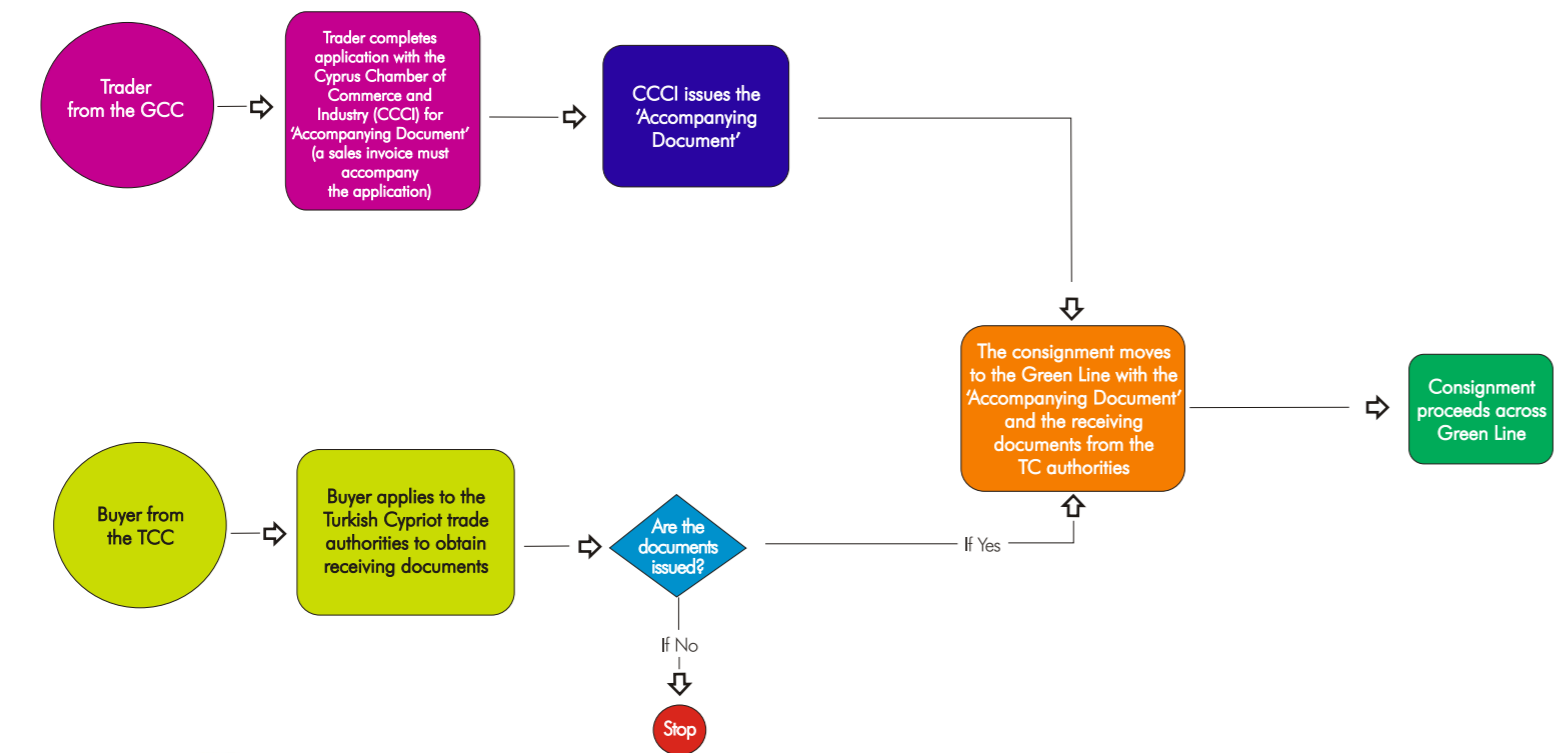 Trader
from the GCC
Trader completes
application with the
Cyprus Chamber of
Commerce and
Industry (CCCI) for
‘Accompanying Document’
(a sales invoice must
accompany
the application)
CCCI issues the
‘Accompanying
Document’
The consignment moves
to the Green Line with the
‘Accompanying Document’
and the receiving
documents from the
TC authorities
Consignment
proceeds across
Green Line
Buyer from
the TCC
Buyer applies to the
Turkish Cypriot trade
authorities to obtain
receiving documents
Are the
documents
issued?
If Yes
If No
Stop